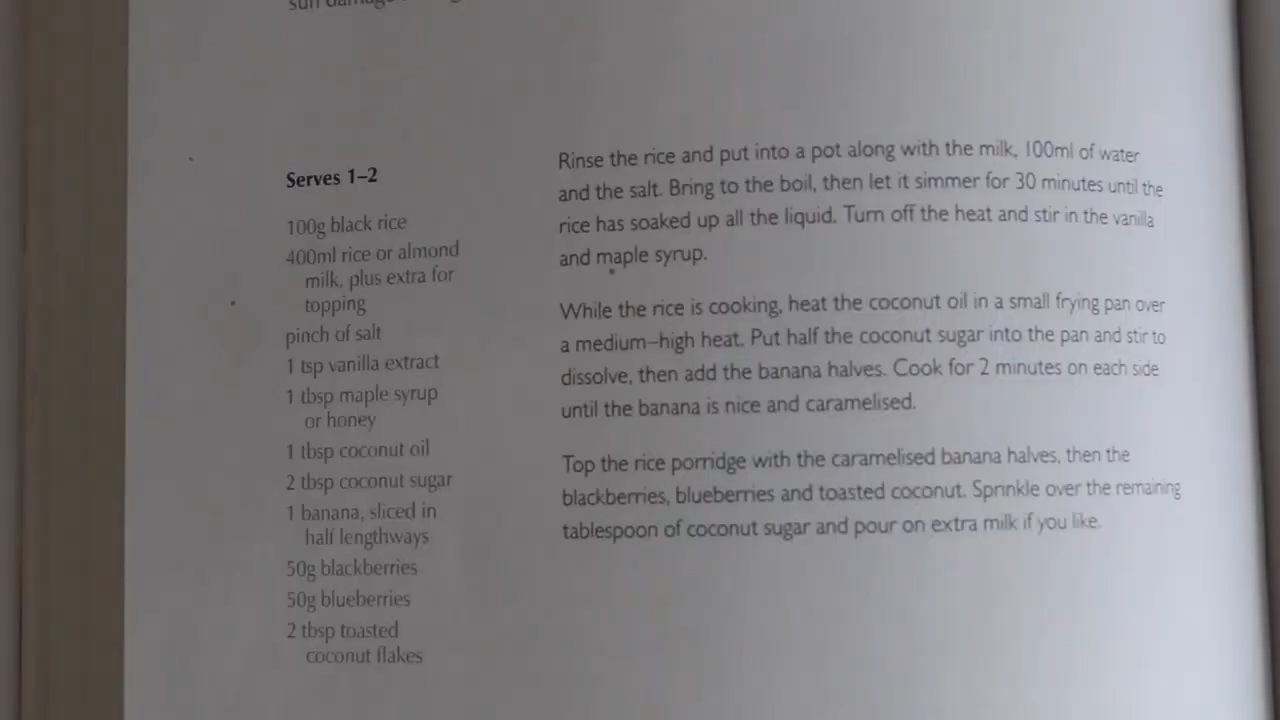 Serves 1–2
100g black rice
400ml rice or almond
milk, plus extra for
topping
pinch of salt
1 tsp vanilla extract
1 tbsp maple syrup
or honey
1 tbsp coconut oil
2 tbsp coconut sugar
1 banana, sliced in
half lengthways
50g blackberries
50g blueberries
2 tbsp toasted
coconut flakes
Rinse the rice and put into a pot along with the milk, 100ml of water
and the salt. Bring to the boil, then let it simmer for 30 minutes until the
rice has soaked up all the liquid. Turn off the heat and stir in the vanilla
and maple syrup.
While the rice is cooking, heat the coconut oil in a small frying pan over
a medium–high heat. Put half the coconut sugar into the pan and stir to
dissolve, then add the banana halves. Cook for 2 minutes on each side
until the banana is nice and caramelised.
Top the rice porridge with the caramelised banana halves, then the
blackberries, blueberries and toasted coconut. Sprinkle over the remaining
tablespoon of coconut sugar and pour on extra milk if you like.